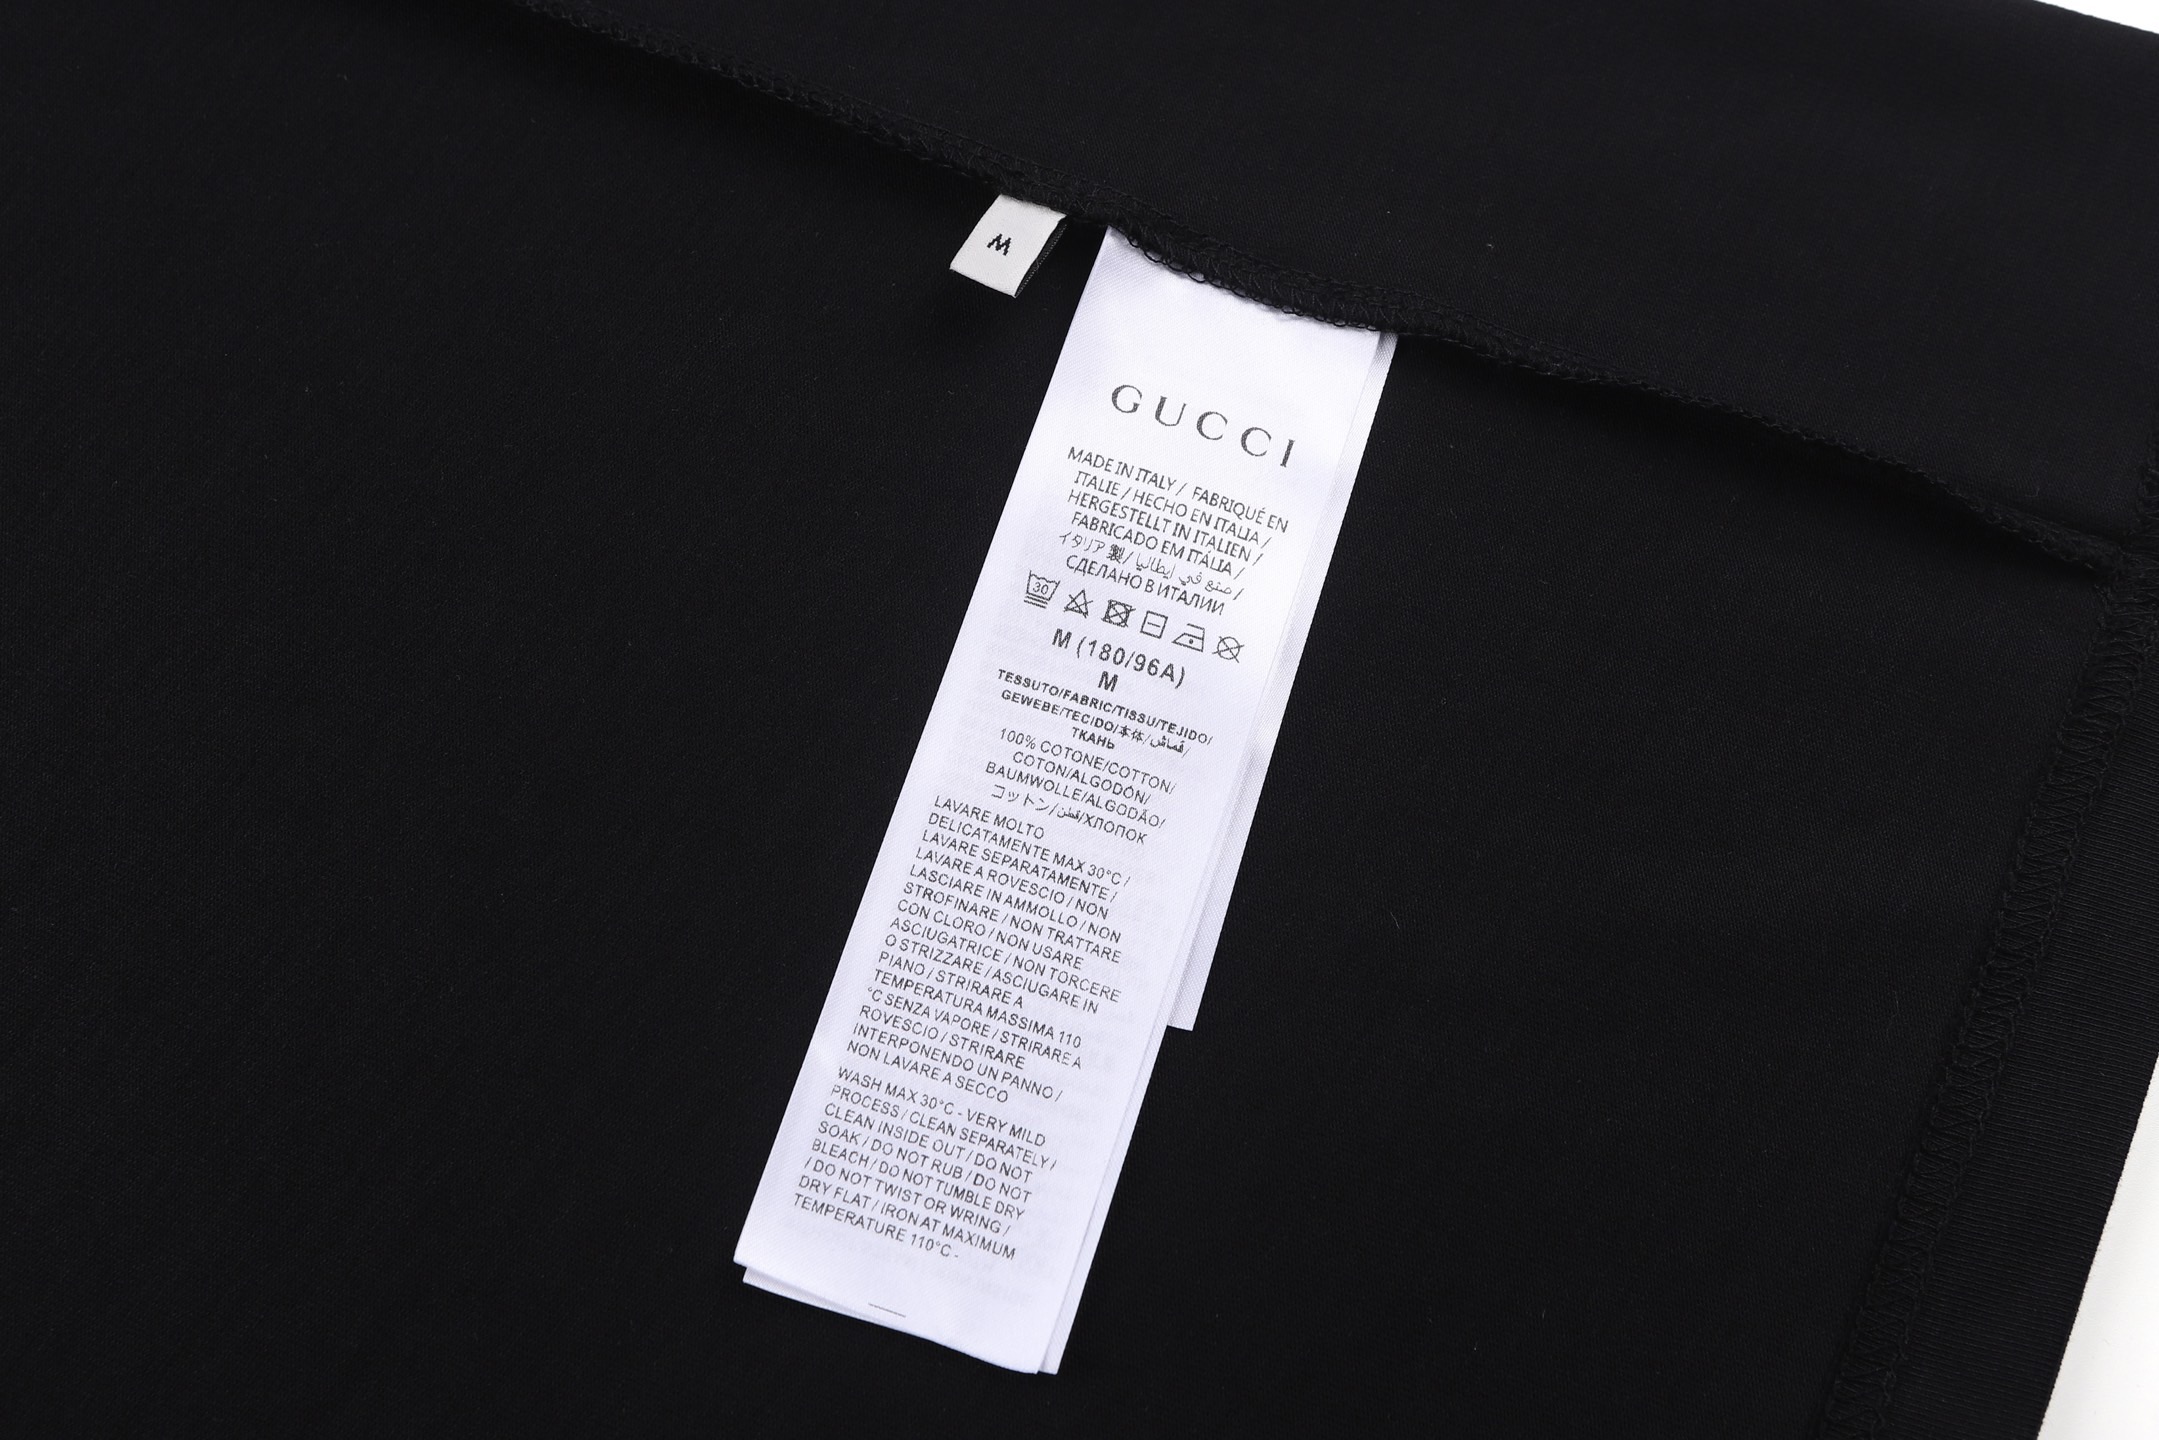 M
GUCCI
MADE IN ITALY / FABRIQUÉ EN
ITALIE / HECHO EN ITALIA /
HERGESTELLT IN ITALIEN /
FABRICADO EM ITÁLIA /
イタリア製 / صنع في إيطاليا /
СДЕЛАНО В ИТАЛИИ
30
M (180/96A)
M
TESSUTO/FABRIC/TISSU/TEJIDO/
GEWEBE/TECIDO/本体/قماش/
ТКАНЬ
100% COTONE/COTTON/
COTON/ALGODÓN/
BAUMWOLLE/ALGODÃO/
コットン/قطن/ХЛОПОК
LAVARE MOLTO
DELICATAMENTE MAX 30°C /
LAVARE SEPARATAMENTE /
LAVARE A ROVESCIO / NON
LASCIARE IN AMMOLLO / NON
STROFINARE / NON TRATTARE
CON CLORO / NON USARE
ASCIUGATRICE / NON TORCERE
O STRIZZARE / ASCIUGARE IN
PIANO / STRIRARE A
TEMPERATURA MASSIMA 110
°C SENZA VAPORE / STRIRARE A
ROVESCIO / STRIRARE
INTERPONENDO UN PANNO /
NON LAVARE A SECCO
WASH MAX 30°C - VERY MILD
PROCESS / CLEAN SEPARATELY /
CLEAN INSIDE OUT / DO NOT
SOAK / DO NOT RUB / DO NOT
BLEACH / DO NOT TUMBLE DRY
/ DO NOT TWIST OR WRING /
DRY FLAT / IRON AT MAXIMUM
TEMPERATURE 110°C -